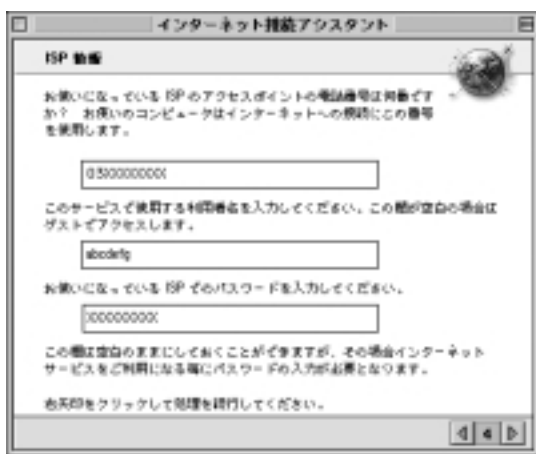 インターネット接続アシスタント
ISP 情報
お使いになっている ISP のアクセスポイントの電話番号は何番です
か？ お使いのコンピュータはインターネットへの接続にこの番号
を使用します。
03XXXXXXXX
このサービスで使用する利用者名を入力してください。この欄が空白の場合は
ゲストでアクセスします。
abcdefg
お使いになっている ISP でのパスワードを入力してください。
XXXXXXXXX
この欄は空白のままにしておくことができますが、その場合インターネット
サービスをご利用になる毎にパスワードの入力が必要となります。
右矢印をクリックして処理を続行してください。
4